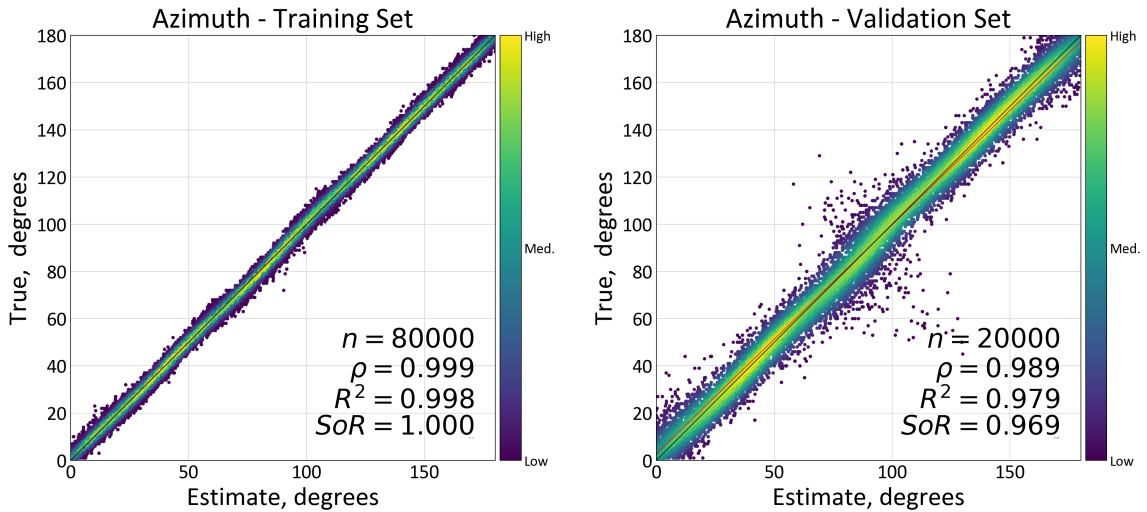 Azimuth - Training Set
180
160
140
120
100
80
60
40
20
0
True, degrees
0 50 100 150
Estimate, degrees
n = 80000
ρ = 0.999
R² = 0.998
SoR = 1.000
High
Med.
Low
Azimuth - Validation Set
180
160
140
120
100
80
60
40
20
0
True, degrees
0 50 100 150
Estimate, degrees
n = 20000
ρ = 0.989
R² = 0.979
SoR = 0.969
High
Med.
Low